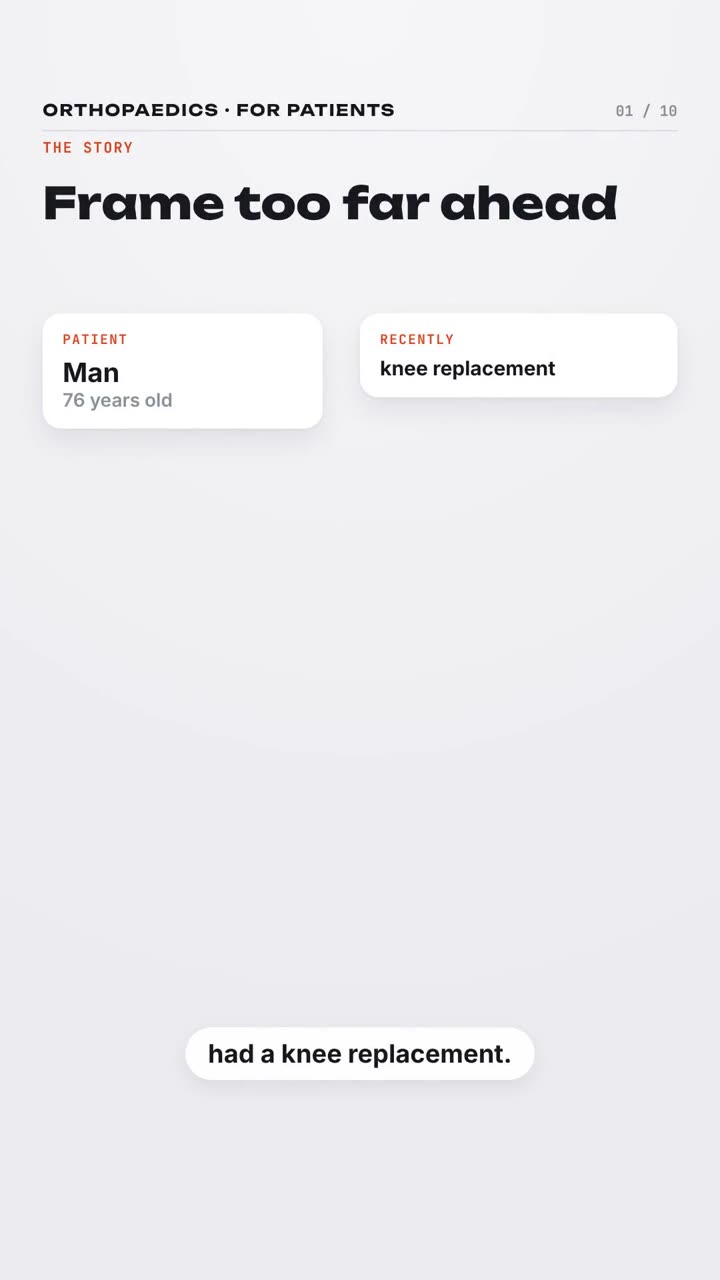 ORTHOPAEDICS · FOR PATIENTS
01 / 10
THE STORY
Frame too far ahead
PATIENT
Man
76 years old
RECENTLY
knee replacement
had a knee replacement.